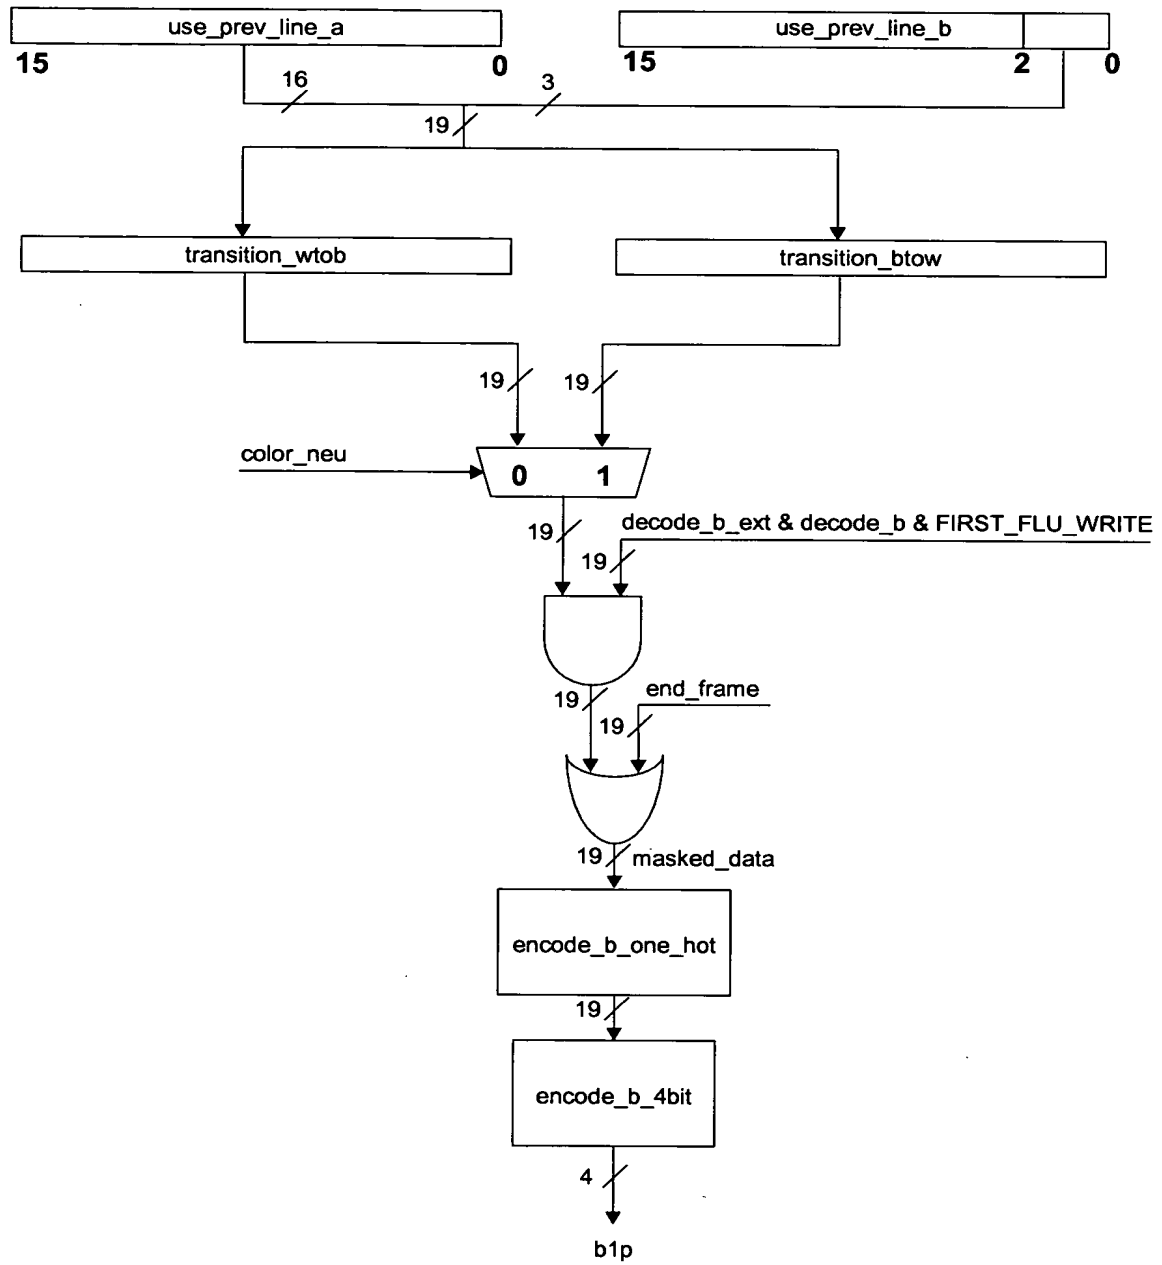 use_prev_line_a
use_prev_line_b
15
0
15
2
0
16
3
19
transition_wtob
transition_btow
19
19
color_neu
0
1
19
decode_b_ext & decode_b & FIRST_FLU_WRITE
19
19
end_frame
19
19
masked_data
encode_b_one_hot
19
encode_b_4bit
4
b1p